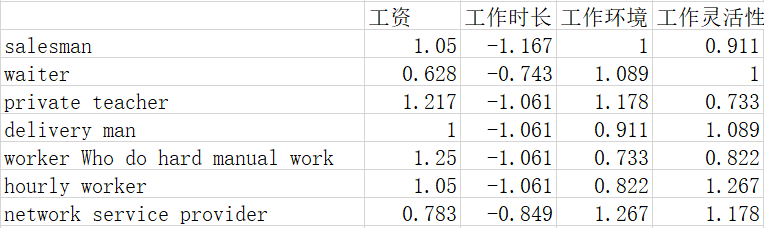 工资 工作时长 工作环境 工作灵活性
salesman 1.05 -1.167 1 0.911
waiter 0.628 -0.743 1.089 1
private teacher 1.217 -1.061 1.178 0.733
delivery man 1 -1.061 0.911 1.089
worker Who do hard manual work 1.25 -1.061 0.733 0.822
hourly worker 1.05 -1.061 0.822 1.267
network service provider 0.783 -0.849 1.267 1.178